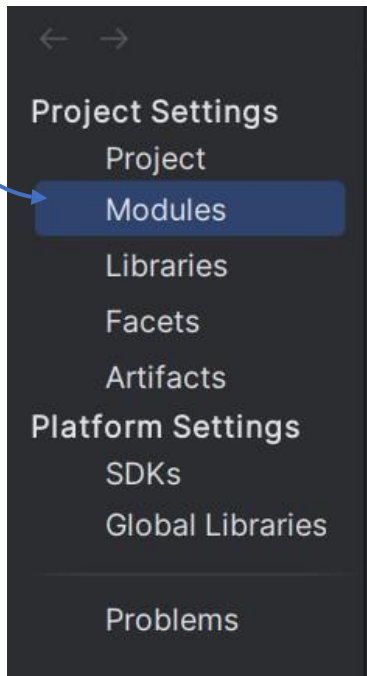 Project Settings
Project
Modules
Libraries
Facets
Artifacts
Platform Settings
SDKs
Global Libraries
Problems